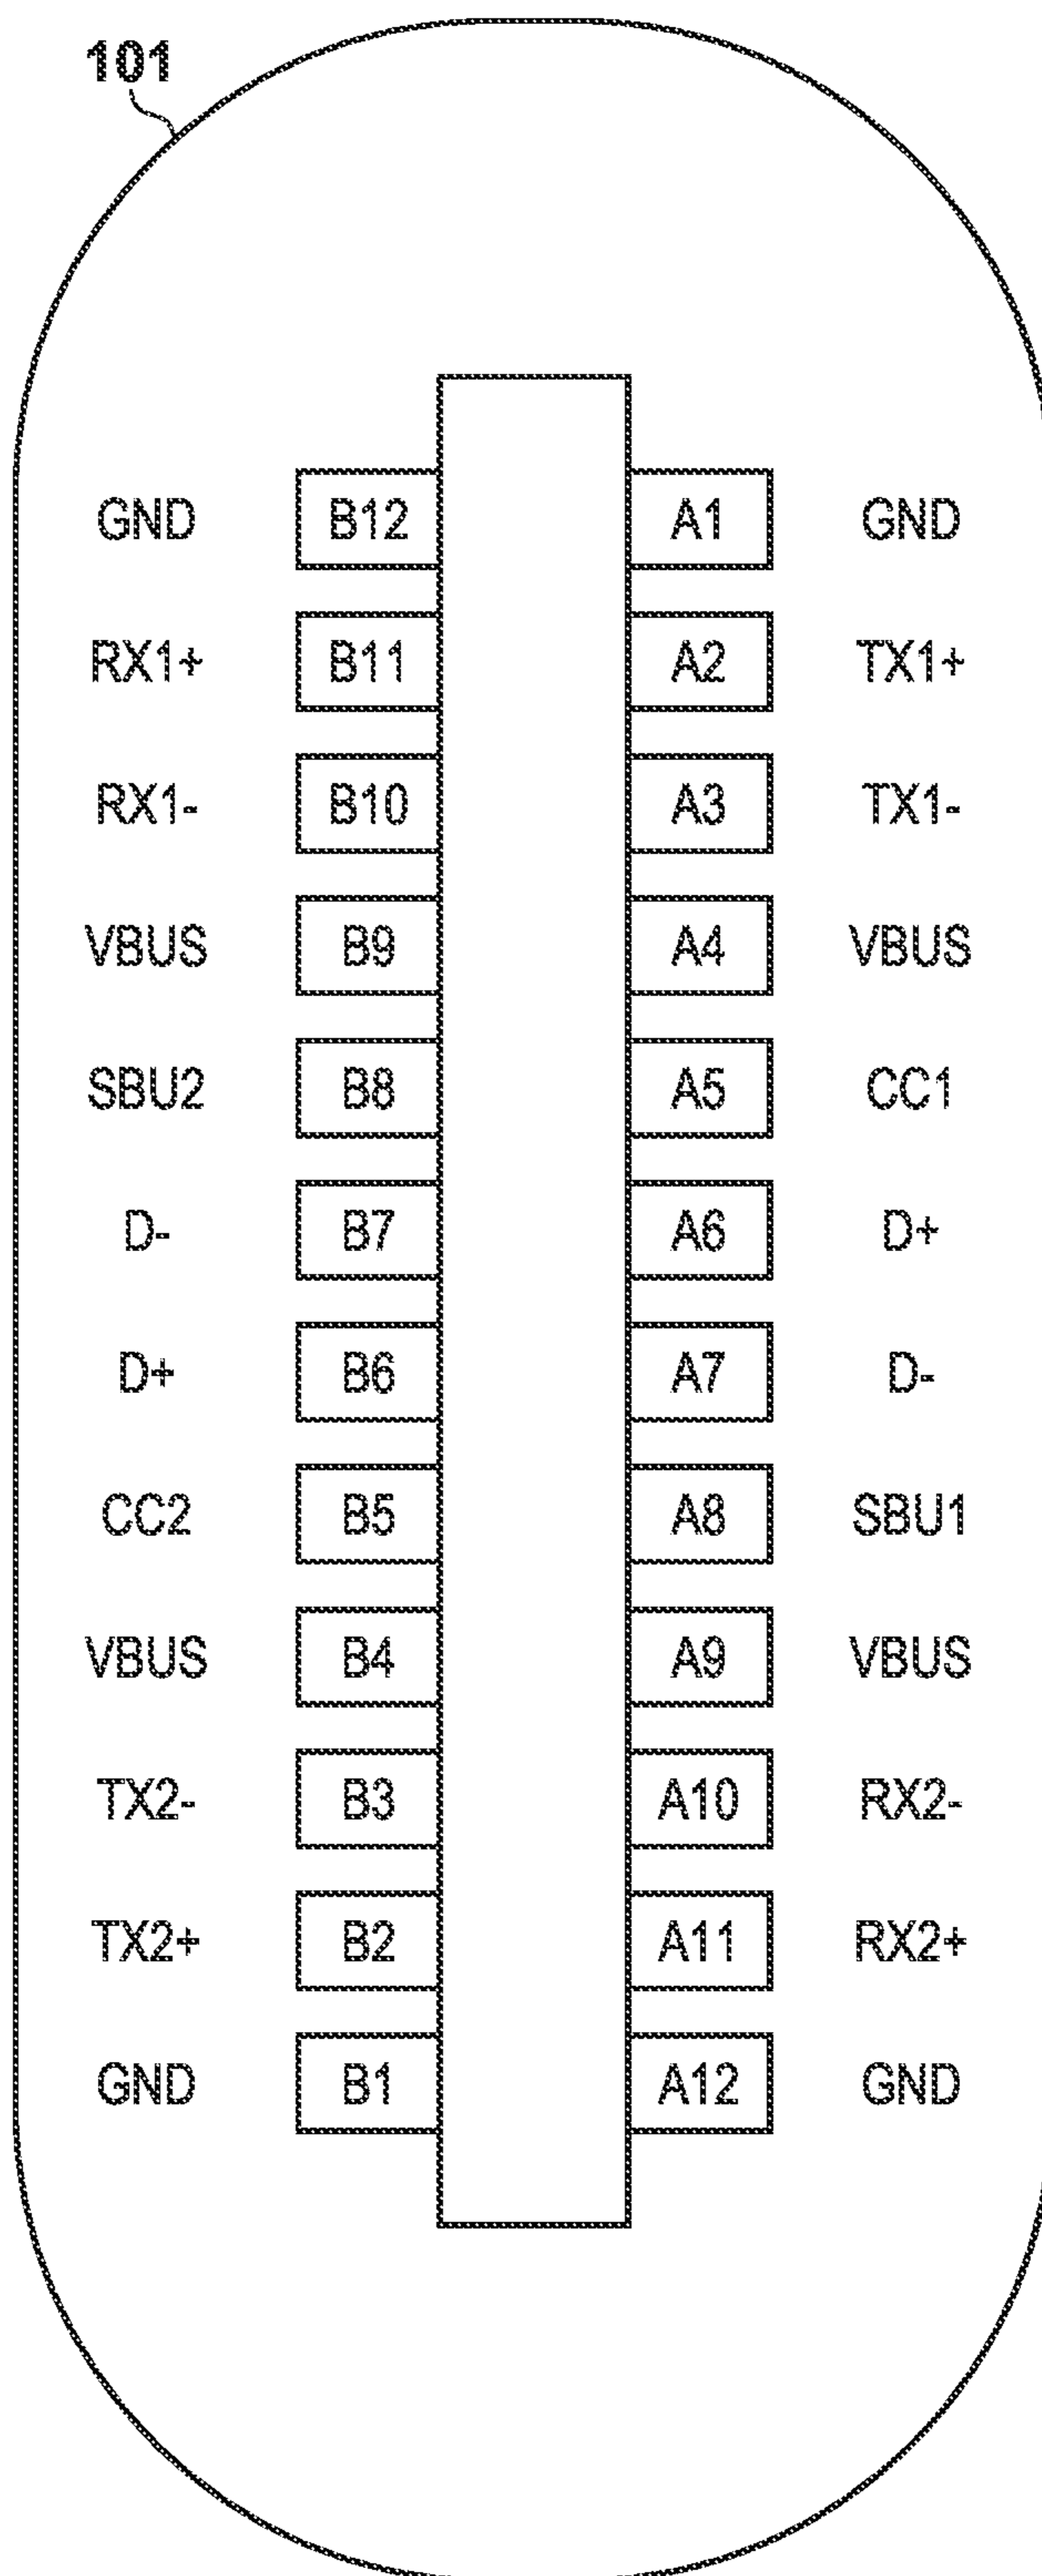 101
GND B12 A1 GND
RX1+ B11 A2 TX1+
RX1- B10 A3 TX1-
VBUS B9 A4 VBUS
SBU2 B8 A5 CC1
D- B7 A6 D+
D+ B6 A7 D-
CC2 B5 A8 SBU1
VBUS B4 A9 VBUS
TX2- B3 A10 RX2-
TX2+ B2 A11 RX2+
GND B1 A12 GND